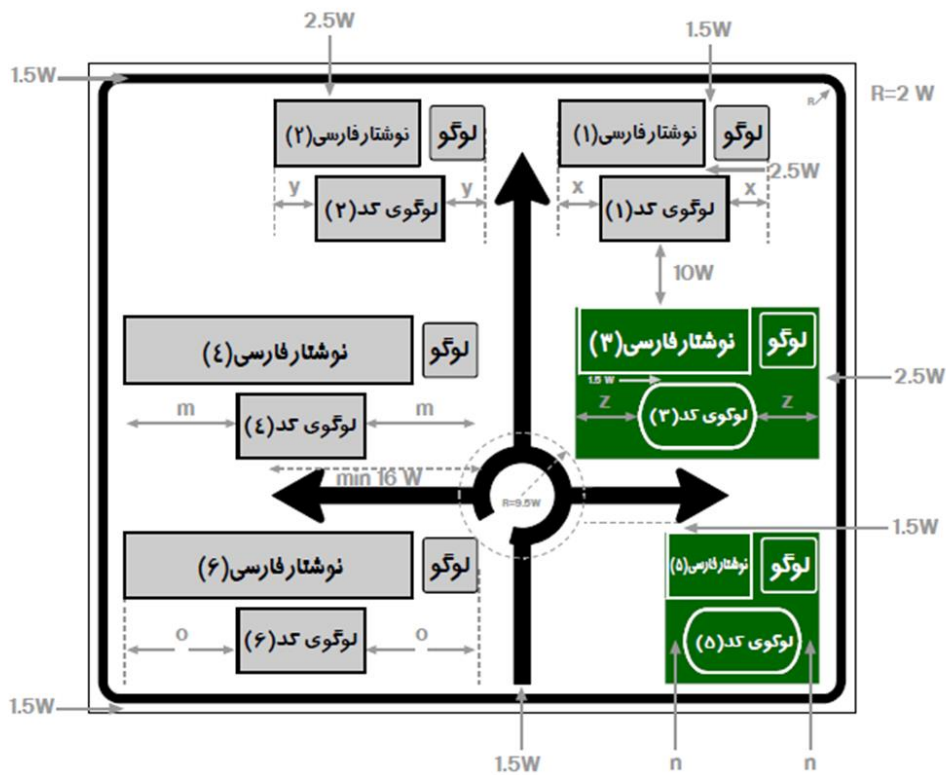 2.5W
1.5W
1.5W
R=2 W
R
نوشتار فارسی(۱)
لوگو
نوشتار فارسی(۲)
لوگو
2.5W
x
x
y
y
لوگوی کد(۱)
لوگوی کد(۲)
10W
نوشتار فارسی(۳)
لوگو
نوشتار فارسی(٤)
لوگو
1.5 W
2.5W
z
z
لوگوی کد(۳)
m
m
لوگوی کد(٤)
min 16 W
R=9.5W
1.5W
نوشتار فارسی(۵)
لوگو
نوشتار فارسی(۶)
لوگو
لوگوی کد(۵)
o
o
لوگوی کد(۶)
1.5W
1.5W
n
n